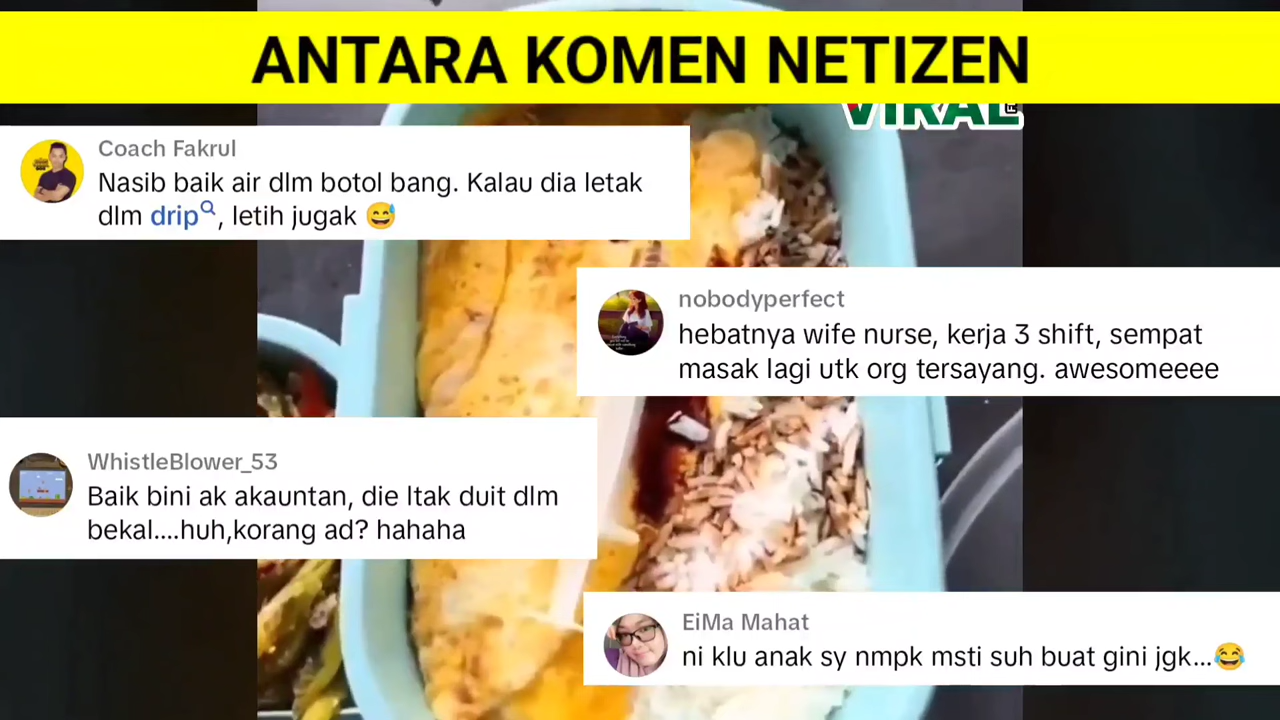 ANTARA KOMEN NETIZEN
VIRAL
Coach Fakrul
Nasib baik air dlm botol bang. Kalau dia letak
dlm drip, letih jugak 😅
nobodyperfect
hebatnya wife nurse, kerja 3 shift, sempat
masak lagi utk org tersayang. awesomeeee
WhistleBlower_53
Baik bini ak akauntan, die ltak duit dlm
bekal....huh,korang ad? hahaha
EiMa Mahat
ni klu anak sy nmpk msti suh buat gini jgk...😂